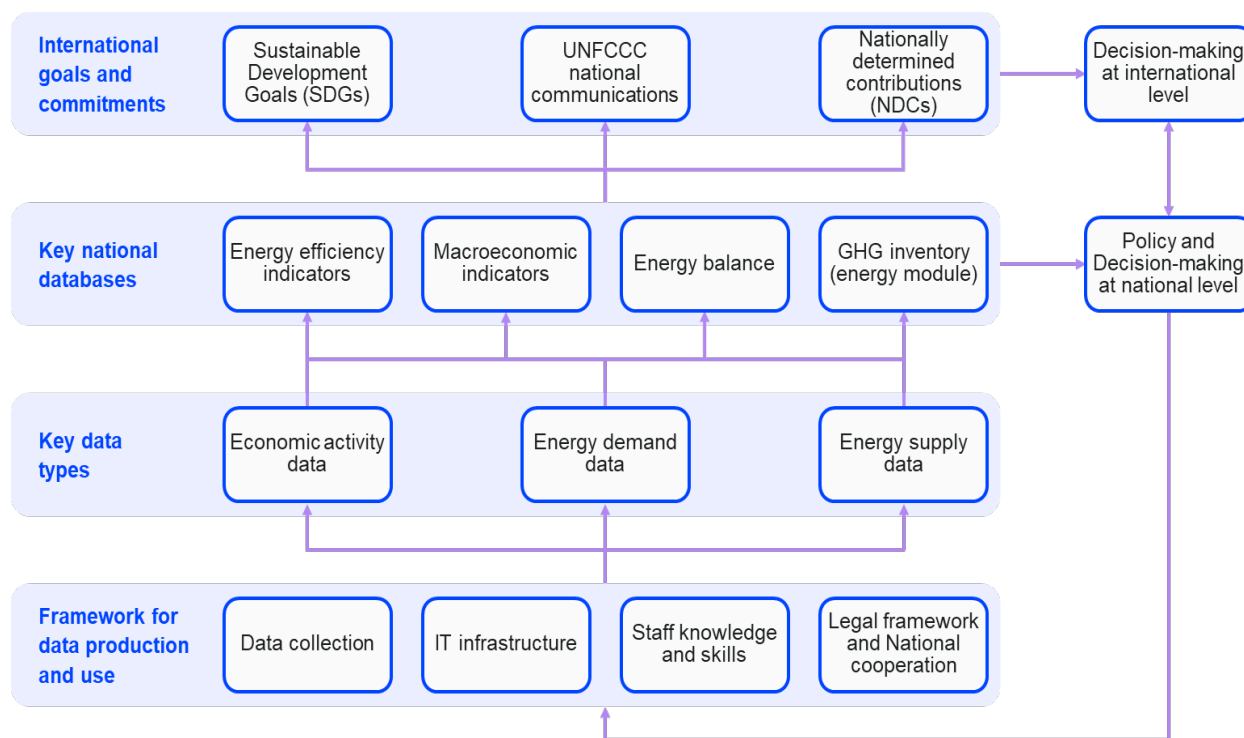 International
goals and
commitments
Sustainable
Development
Goals (SDGs)
UNFCCC
national
communications
Nationally
determined
contributions
(NDCs)
Decision-making
at international
level
Key national
databases
Energy efficiency
indicators
Macroeconomic
indicators
Energy balance
GHG inventory
(energy module)
Policy and
Decision-making
at national level
Key data
types
Economic activity
data
Energy demand
data
Energy supply
data
Framework for
data production
and use
Data collection
IT infrastructure
Staff knowledge
and skills
Legal framework
and National
cooperation